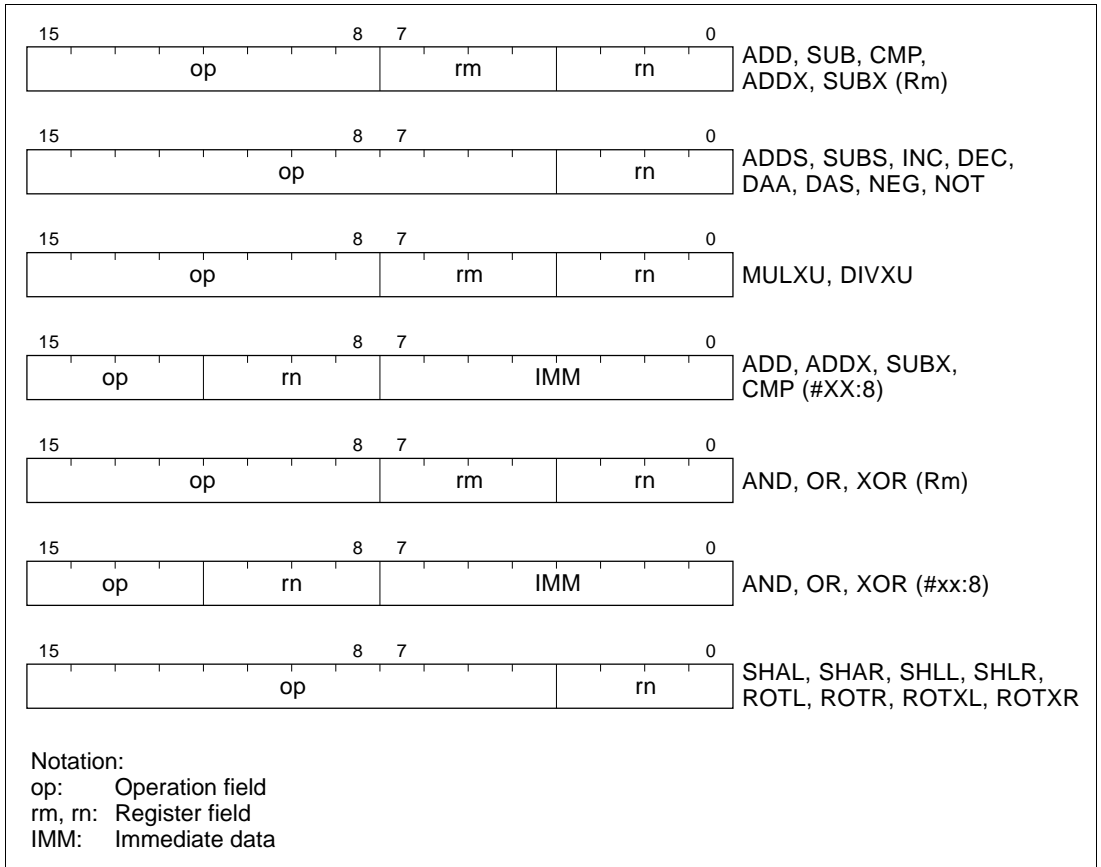 15 8 7 0
op rm rn
ADD, SUB, CMP,
ADDX, SUBX (Rm)
15 8 7 0
op rn
ADDS, SUBS, INC, DEC,
DAA, DAS, NEG, NOT
15 8 7 0
op rm rn
MULXU, DIVXU
15 8 7 0
op rn IMM
ADD, ADDX, SUBX,
CMP (#XX:8)
15 8 7 0
op rm rn
AND, OR, XOR (Rm)
15 8 7 0
op rn IMM
AND, OR, XOR (#xx:8)
15 8 7 0
op rn
SHAL, SHAR, SHLL, SHLR,
ROTL, ROTR, ROTXL, ROTXR
Notation:
op: Operation field
rm, rn: Register field
IMM: Immediate data